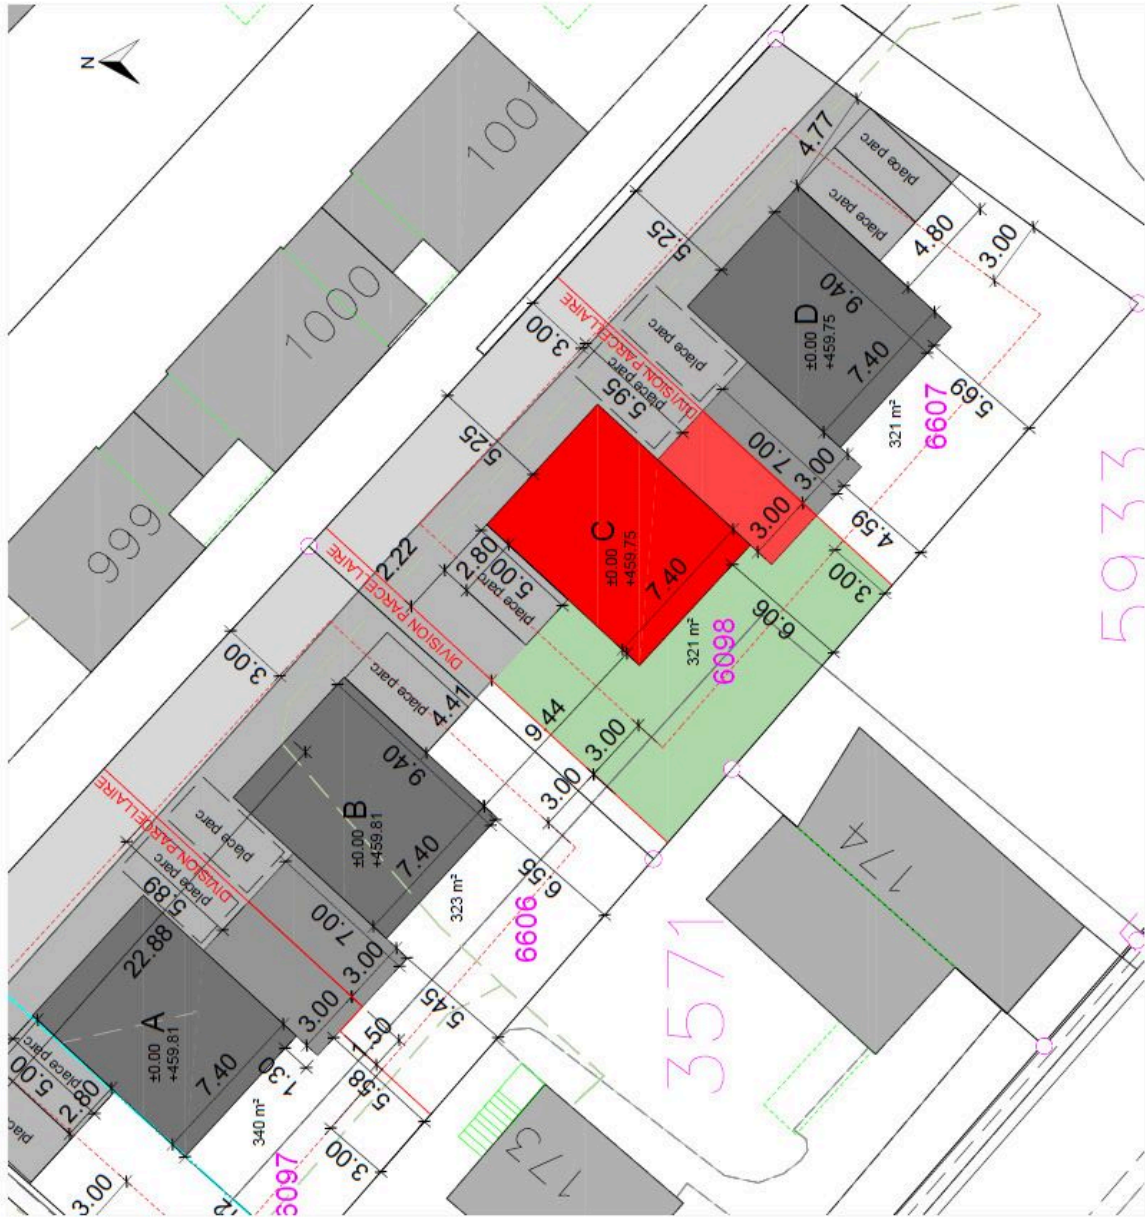 N
1001
1000
999
4.77
place parc
place parc
5.25
4.80
3.00
DIVISION PARCELLAIRE
3.00
place parc
place parc
5.95
9.40
D
±0.00
+459.75
7.40
5.69
321 m²
6607
5.25
7.00
3.00
4.59
3.00
5933
2.22
2.80
5.00
place parc
C
±0.00
+459.75
7.40
3.00
6.06
321 m²
6098
DIVISION PARCELLAIRE
3.00
place parc
4.41
9.44
3.00
3.00
9.40
B
±0.00
+459.81
7.40
6.55
323 m²
6606
174
DIVISION PARCELLAIRE
place parc
place parc
5.89
7.00
3.00
5.45
3571
22.88
A
±0.00
+459.81
7.40
3.00
1.50
1.30
5.58
3.00
340 m²
6097
173
5.00
place parc
2.80
3.00